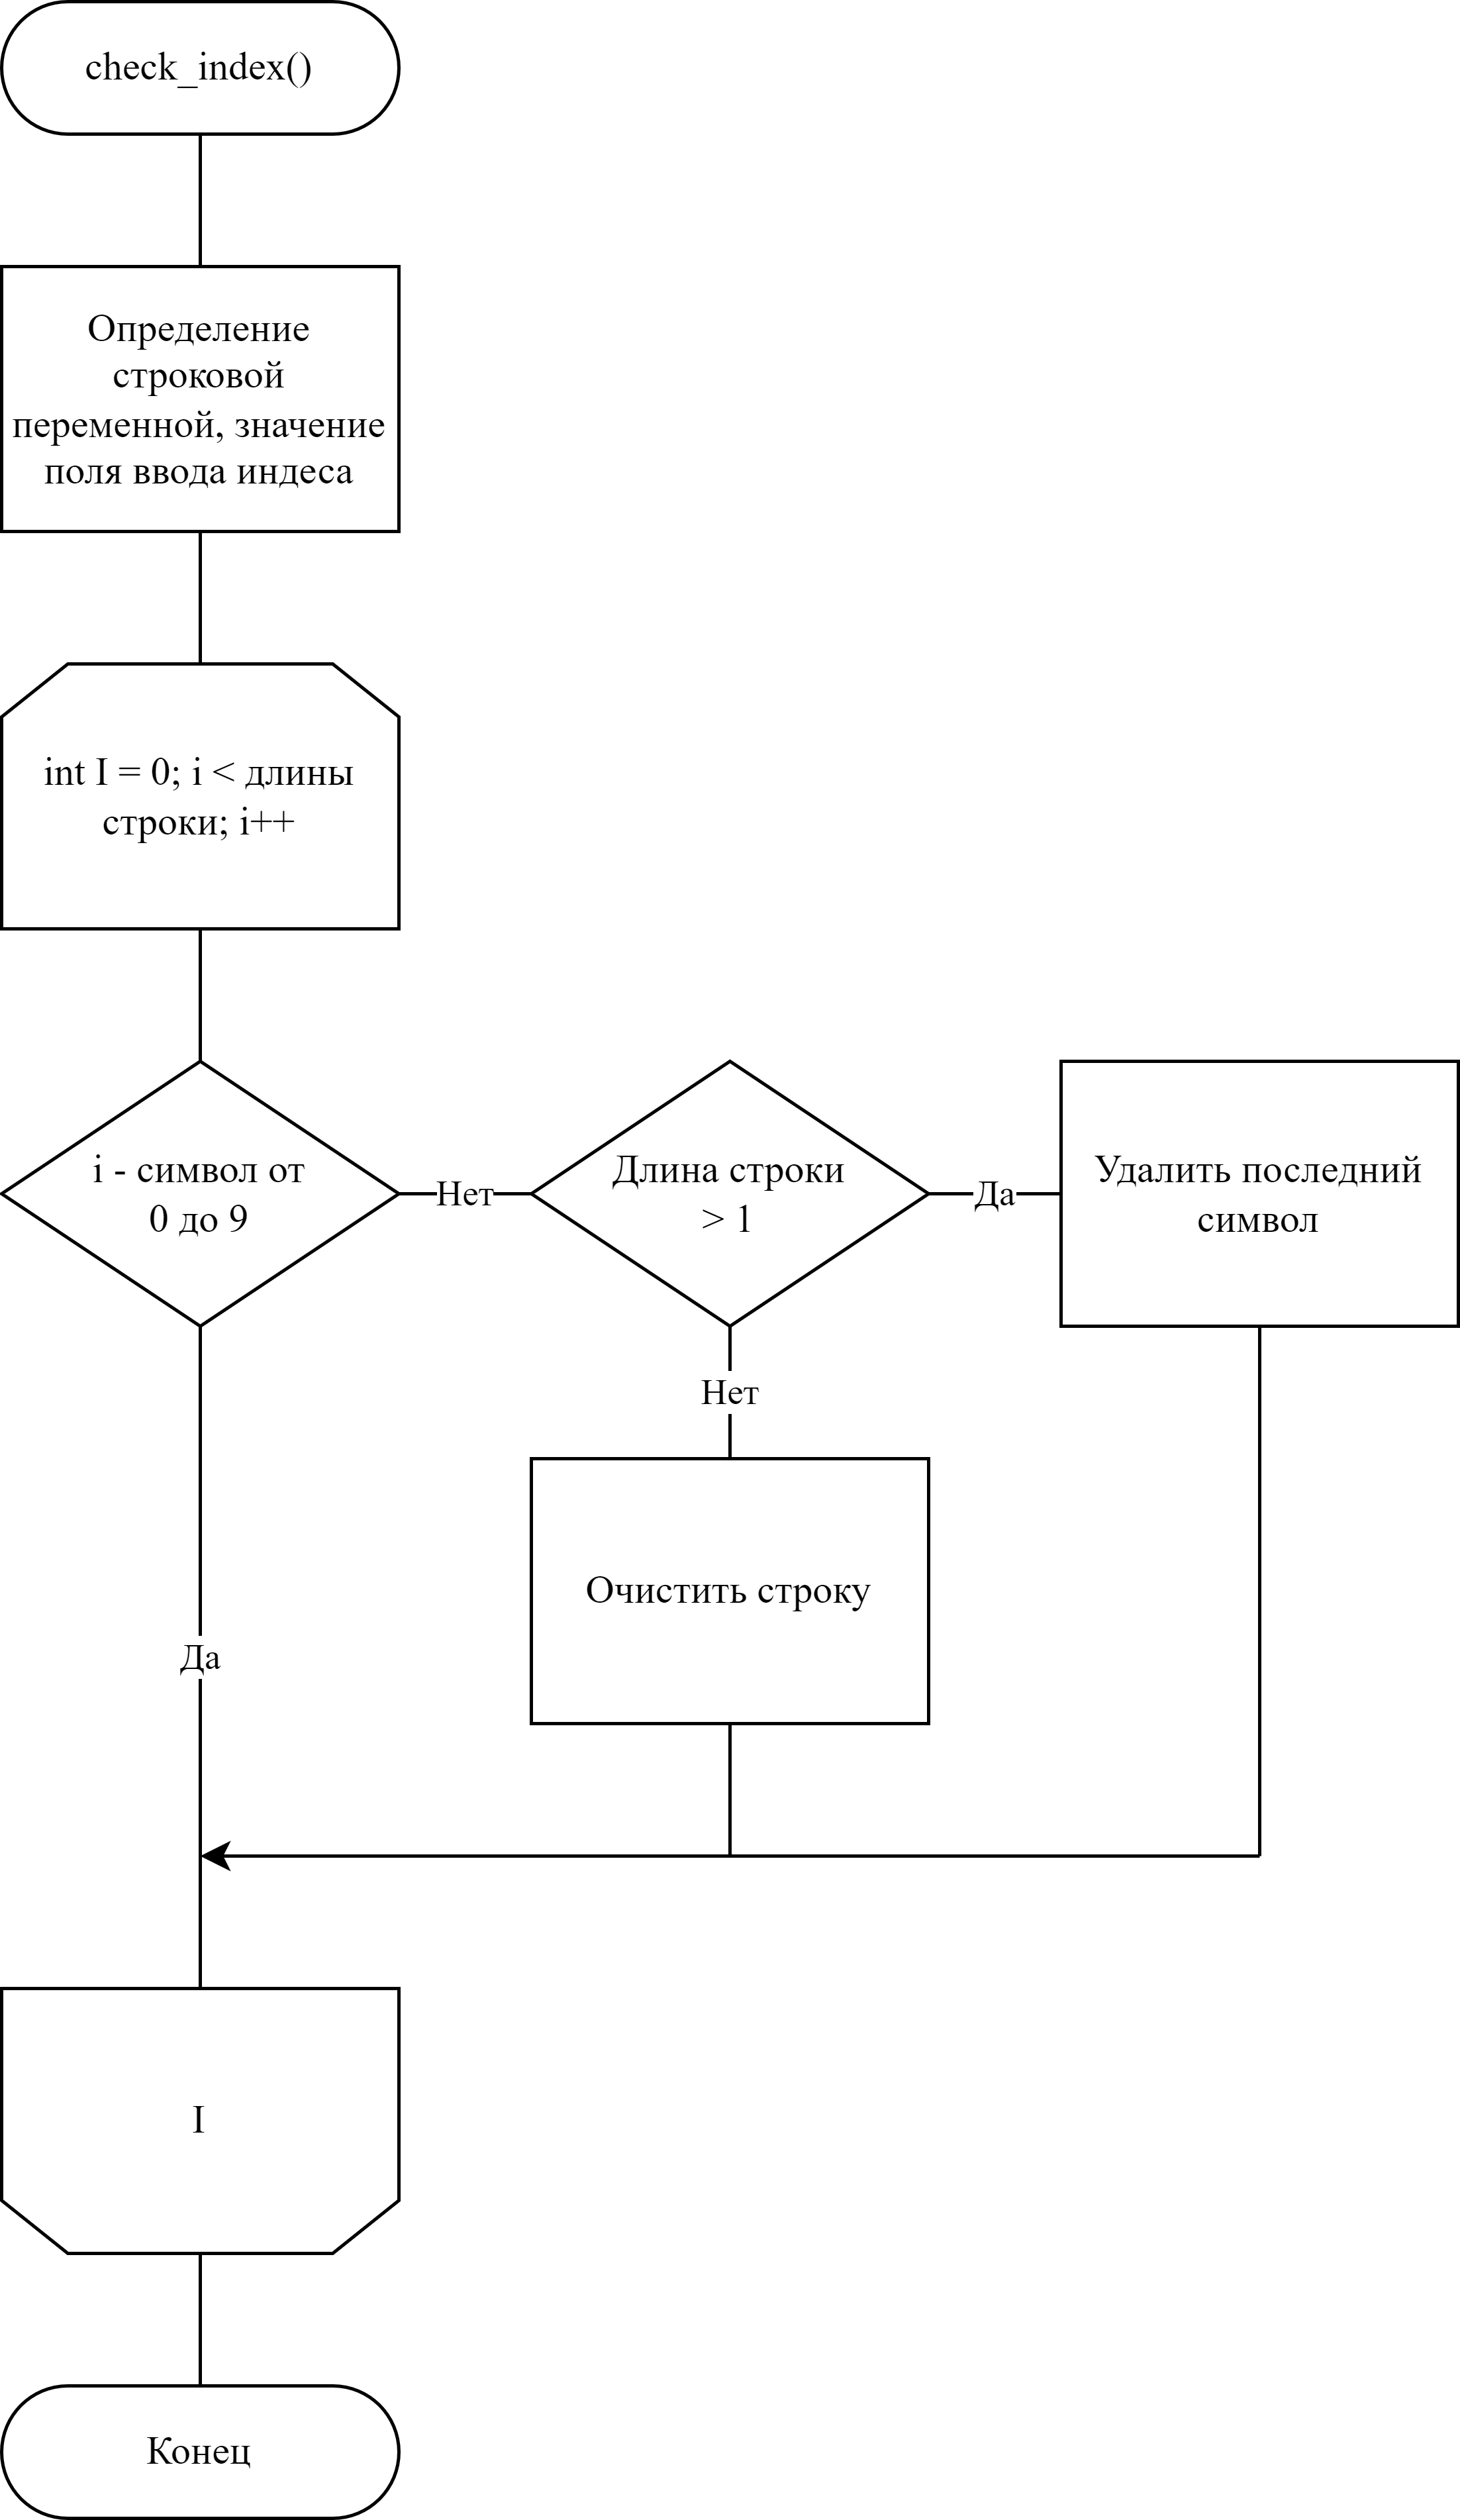 check_index()
Определение
строковой
переменной, значение
поля ввода индеса
int I = 0; i < длины
строки; i++
i - символ от
0 до 9
Нет
Длина строки
> 1
Да
Удалить последний
символ
Нет
Очистить строку
Да
I
Конец